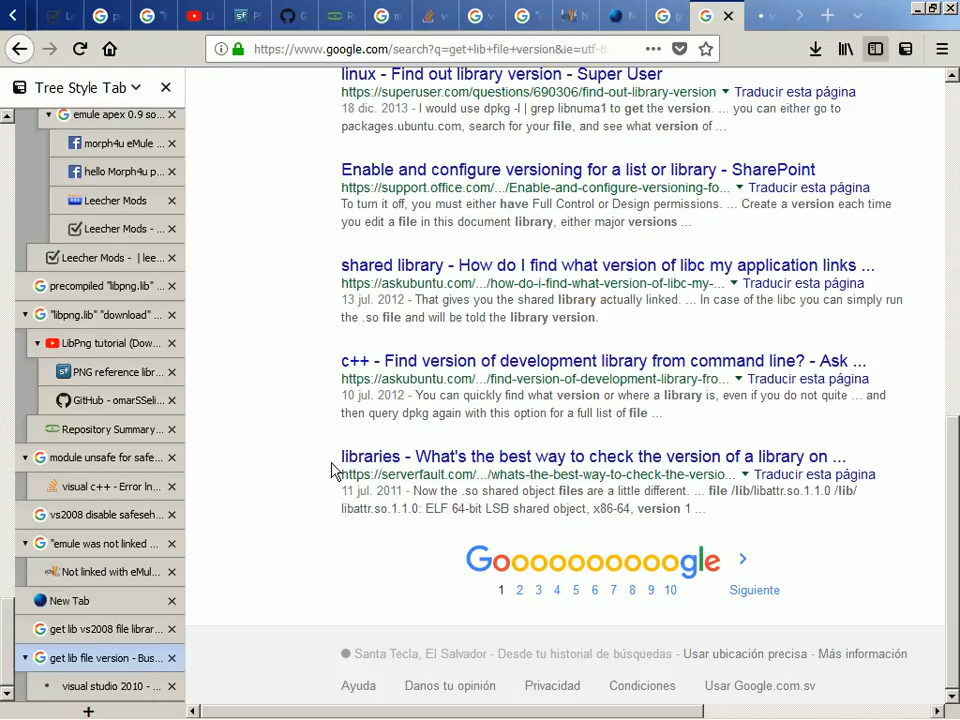 https://www.google.com/search?q=get+lib+file+version&ie=utf-8
Tree Style Tab
emule apex 0.9 so...
morph4u eMule ...
hello Morph4u p...
Leecher Mods
Leecher Mods - ...
Leecher Mods - | lee...
precompiled "libpng.lib" ...
"libpng.lib" "download" ...
LibPng tutorial (Dow...
PNG reference libr...
GitHub - omarSSeli...
Repository Summary...
module unsafe for safe...
visual c++ - Error ln...
vs2008 disable safeseh...
"emule was not linked ...
Not linked with eMul...
New Tab
get lib vs2008 file librar...
get lib file version - Bus...
visual studio 2010 - ...
linux - Find out library version - Super User
https://superuser.com/questions/690306/find-out-library-version Traducir esta página
18 dic. 2013 - I would use dpkg -l | grep libnuma1 to get the version. ... you can either go to
packages.ubuntu.com, search for your file, and see what version of ...
Enable and configure versioning for a list or library - SharePoint
https://support.office.com/.../Enable-and-configure-versioning-fo... Traducir esta página
To turn it off, you must either have Full Control or Design permissions. ... Create a version each time
you edit a file in this document library, either major versions ...
shared library - How do I find what version of libc my application links ...
https://askubuntu.com/.../how-do-i-find-what-version-of-libc-my-... Traducir esta página
13 jul. 2012 - That gives you the shared library actually linked. ... In case of the libc you can simply run
the .so file and will be told the library version.
c++ - Find version of development library from command line? - Ask ...
https://askubuntu.com/.../find-version-of-development-library-fro... Traducir esta página
10 jul. 2012 - You can quickly find what version or where a library is, even if you do not quite ... and
then query dpkg again with this option for a full list of file ...
libraries - What's the best way to check the version of a library on ...
https://serverfault.com/.../whats-the-best-way-to-check-the-versio... Traducir esta página
11 jul. 2011 - Now the .so shared object files are a little different. ... file /lib/libattr.so.1.1.0 /lib/
libattr.so.1.1.0: ELF 64-bit LSB shared object, x86-64, version 1 ...
Goooooooooogle
1 2 3 4 5 6 7 8 9 10 Siguiente
Santa Tecla, El Salvador - Desde tu historial de búsquedas - Usar ubicación precisa - Más información
Ayuda Danos tu opinión Privacidad Condiciones Usar Google.com.sv